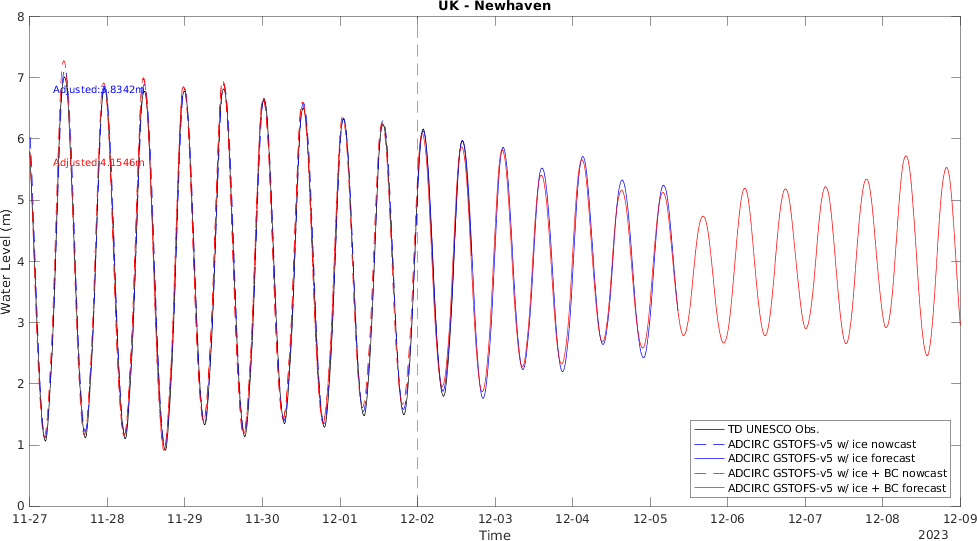 UK - Newhaven
8
7
6
5
4
3
2
1
0
Water Level (m)
Adjusted:3.8342m
Adjusted:4.1546m
TD UNESCO Obs.
ADCIRC GSTOFS-v5 w/ ice nowcast
ADCIRC GSTOFS-v5 w/ ice forecast
ADCIRC GSTOFS-v5 w/ ice + BC nowcast
ADCIRC GSTOFS-v5 w/ ice + BC forecast
11-27 11-28 11-29 11-30 12-01 12-02 12-03 12-04 12-05 12-06 12-07 12-08 12-09
Time
2023